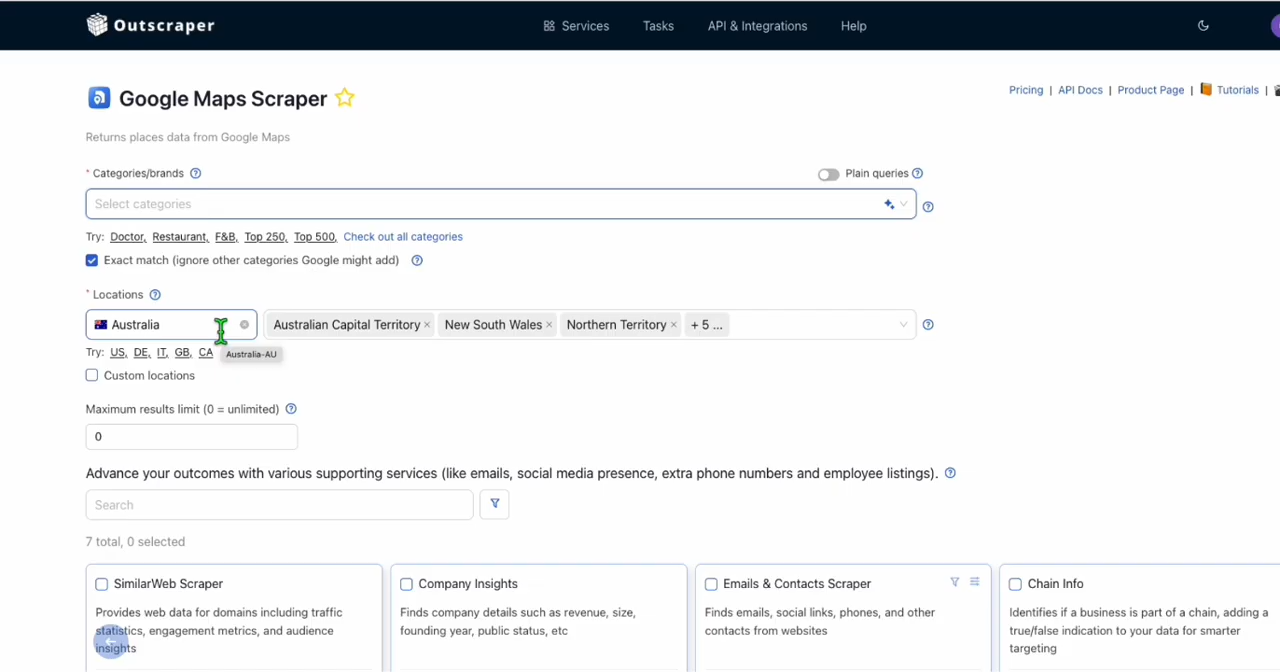 Outscraper
Services Tasks API & Integrations Help
Google Maps Scraper
Pricing | API Docs | Product Page | Tutorials |
Returns places data from Google Maps
* Categories/brands
Plain queries
Select categories
Try: Doctor, Restaurant, F&B, Top 250, Top 500, Check out all categories
Exact match (ignore other categories Google might add)
* Locations
Australia
Australian Capital Territory × New South Wales × Northern Territory × + 5 ...
Try: US, DE, IT, GB, CA
Australia-AU
Custom locations
Maximum results limit (0 = unlimited)
0
Advance your outcomes with various supporting services (like emails, social media presence, extra phone numbers and employee listings).
Search
7 total, 0 selected
SimilarWeb Scraper
Provides web data for domains including traffic
statistics, engagement metrics, and audience
insights
Company Insights
Finds company details such as revenue, size,
founding year, public status, etc
Emails & Contacts Scraper
Finds emails, social links, phones, and other
contacts from websites
Chain Info
Identifies if a business is part of a chain, adding a
true/false indication to your data for smarter
targeting